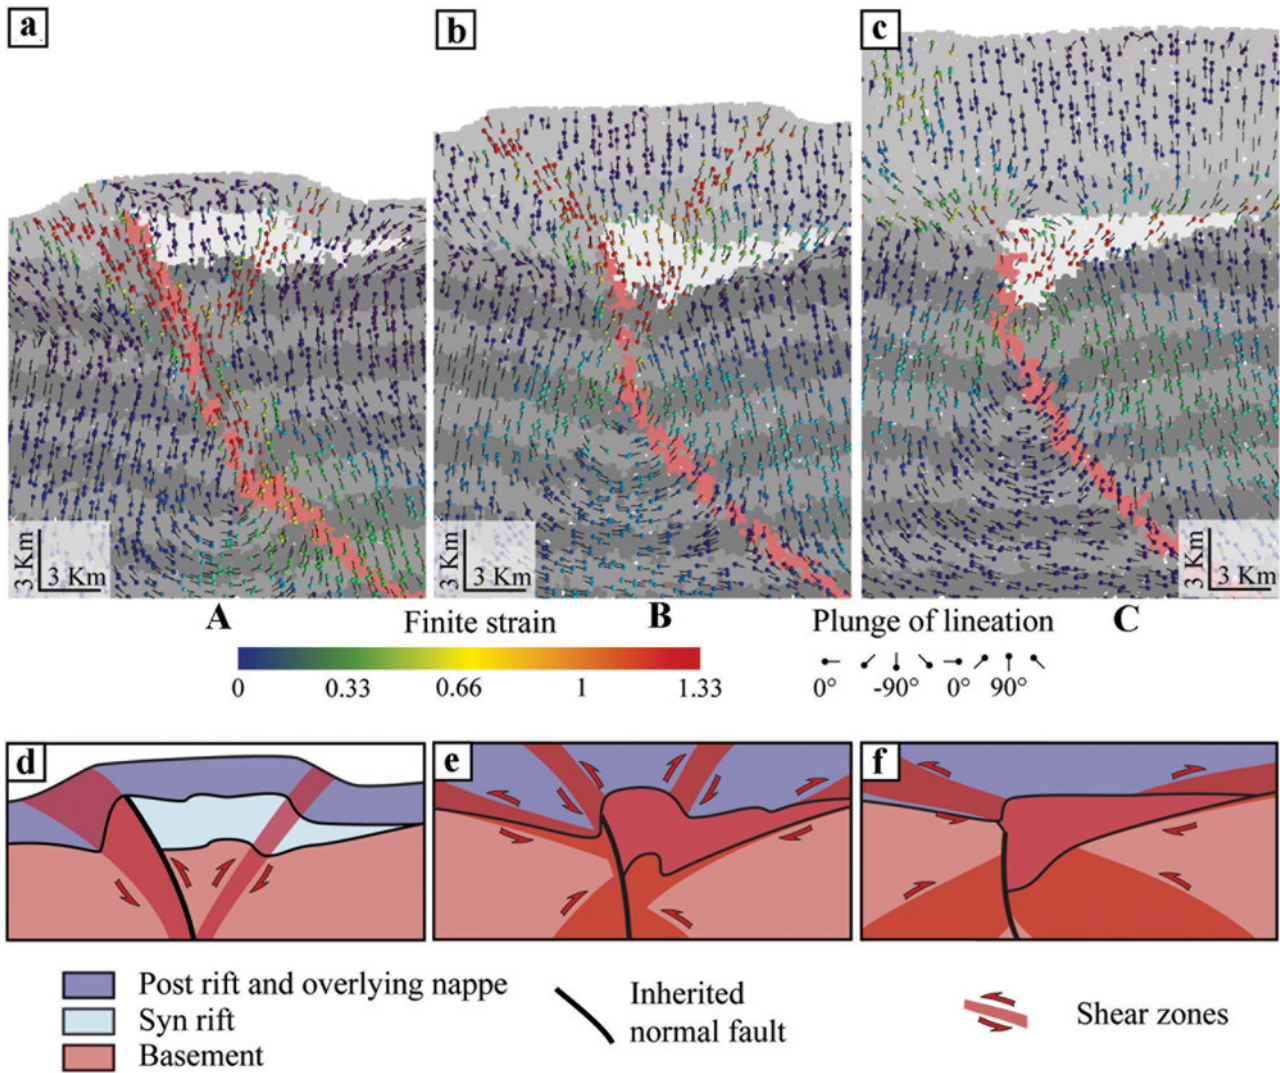 a
b
c
3 Km
3 Km
3 Km
3 Km
3 Km
3 Km
A
B
C
Finite strain
Plunge of lineation
0 0.33 0.66 1 1.33
0° -90° 0° 90°
d
e
f
Post rift and overlying nappe
Syn rift
Basement
Inherited
normal fault
Shear zones